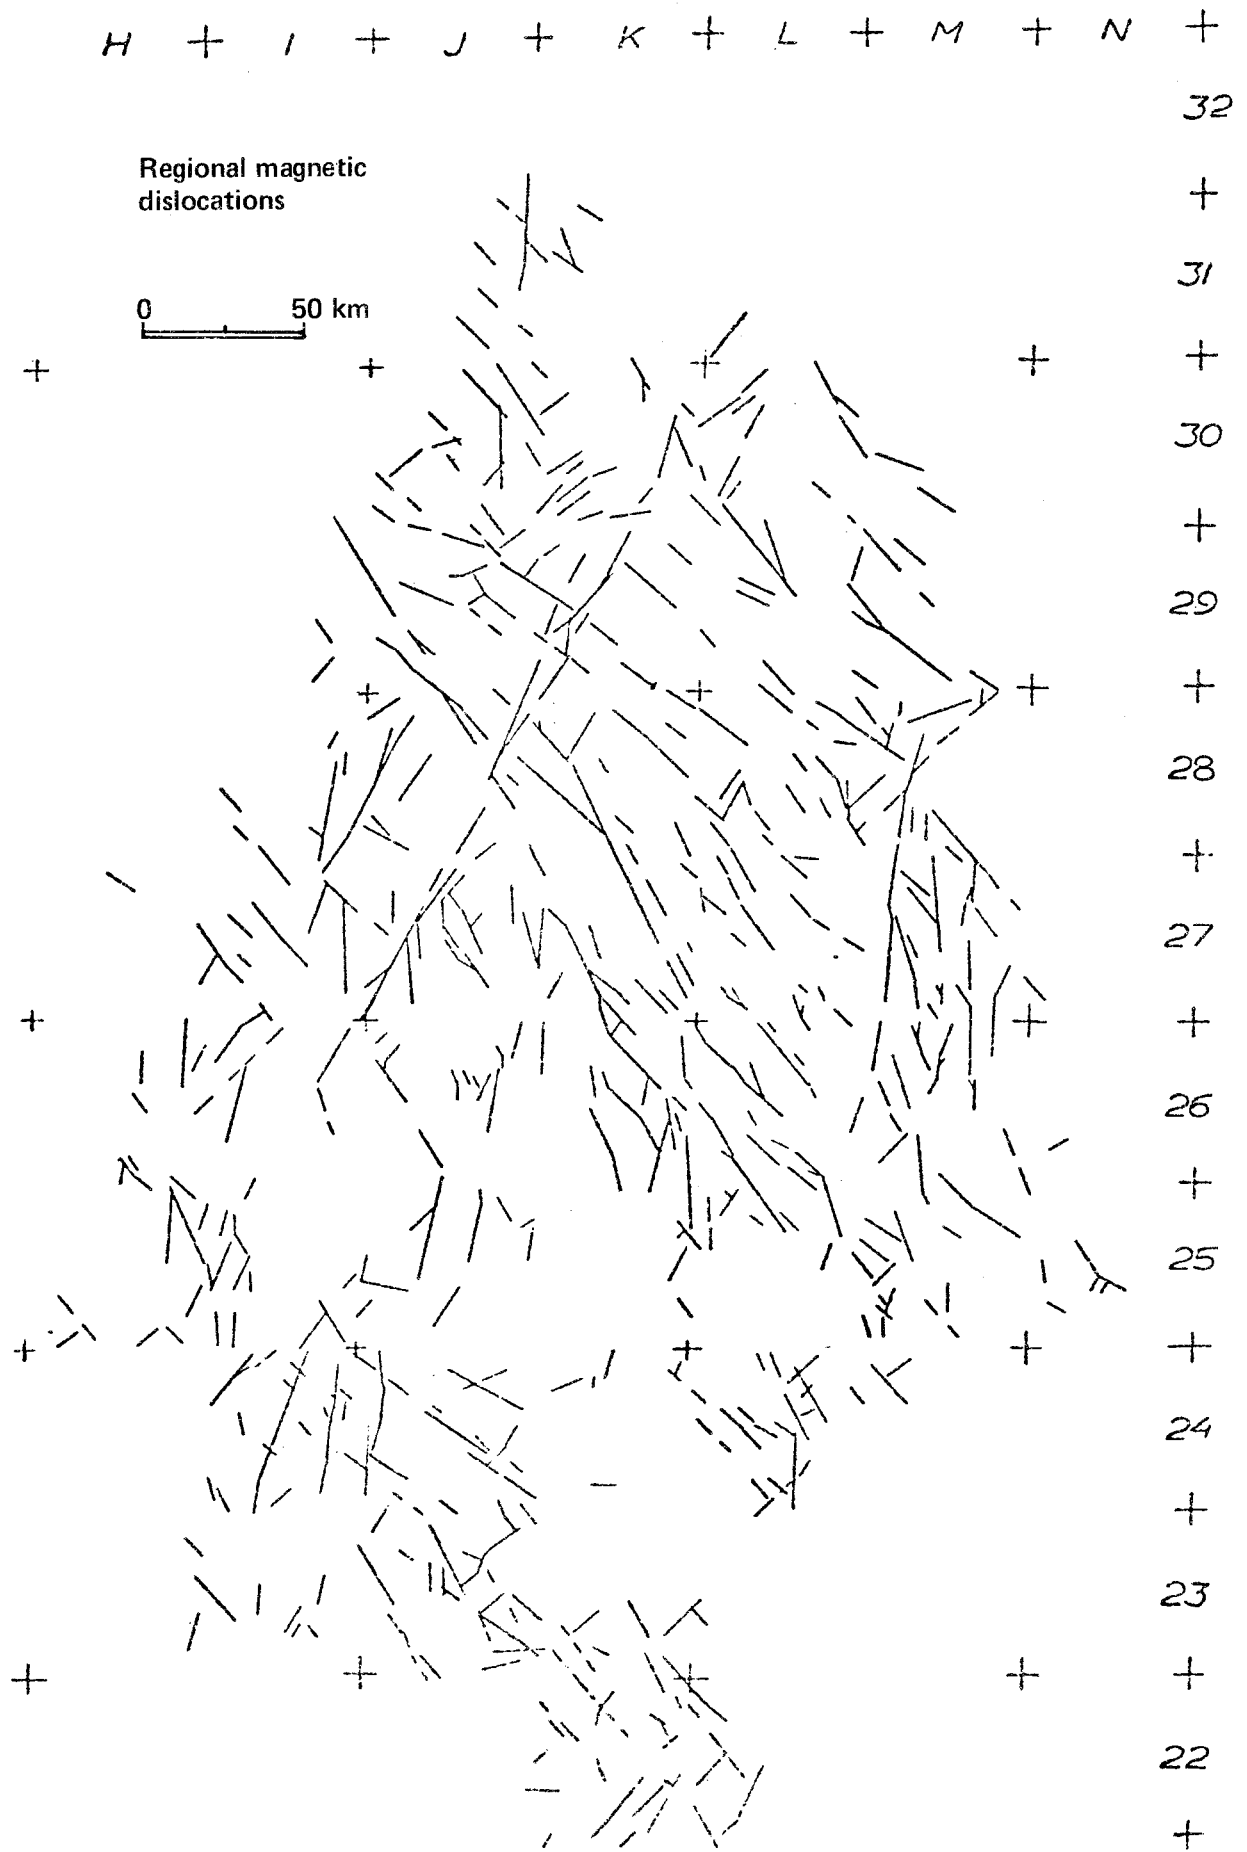 H + I + J + K + L + M + N +
32
Regional magnetic
dislocations
+
31
0 50 km
+ + + + +
30
+
29
+ + + +
28
+
27
+ + + + +
26
+
25
+ + + + +
24
+
23
+ + + + +
22
+